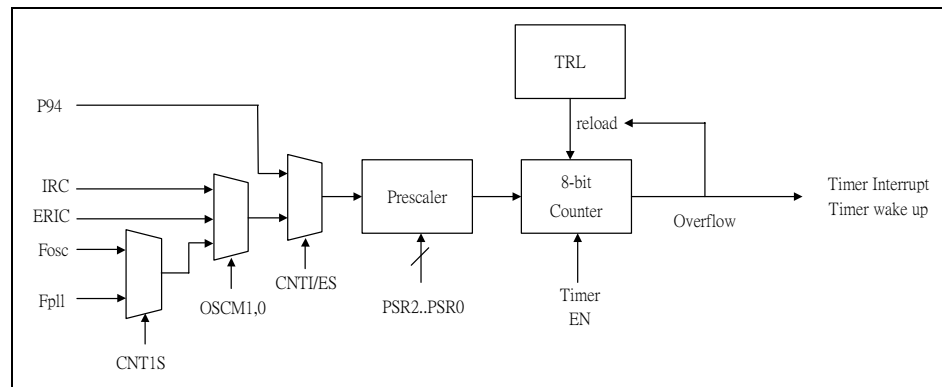 TRL
P94
reload
IRC
ERIC
Fosc
Fpll
Prescaler
8-bit
Counter
Overflow
Timer Interrupt
Timer wake up
CNTI/ES
OSCM1,0
PSR2..PSR0
Timer
EN
CNT1S